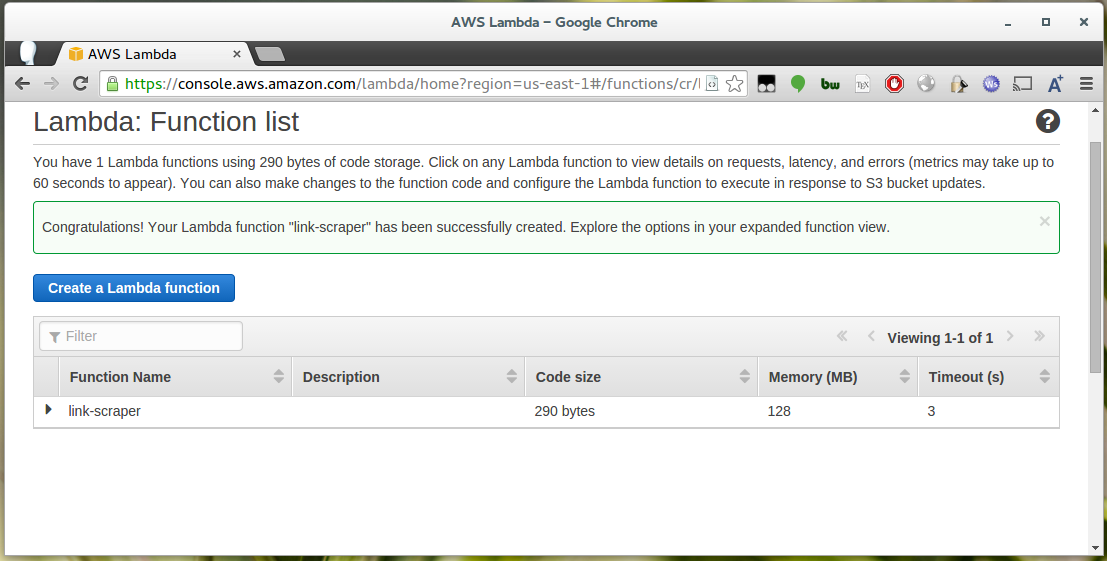 AWS Lambda – Google Chrome
AWS Lambda
https://console.aws.amazon.com/lambda/home?region=us-east-1#/functions/cr/
bw
TEX
WS
A+
Lambda: Function list
?
You have 1 Lambda functions using 290 bytes of code storage. Click on any Lambda function to view details on requests, latency, and errors (metrics may take up to
60 seconds to appear). You can also make changes to the function code and configure the Lambda function to execute in response to S3 bucket updates.
Congratulations! Your Lambda function "link-scraper" has been successfully created. Explore the options in your expanded function view.
Create a Lambda function
Filter
Viewing 1-1 of 1
Function Name Description Code size Memory (MB) Timeout (s)
link-scraper 290 bytes 128 3